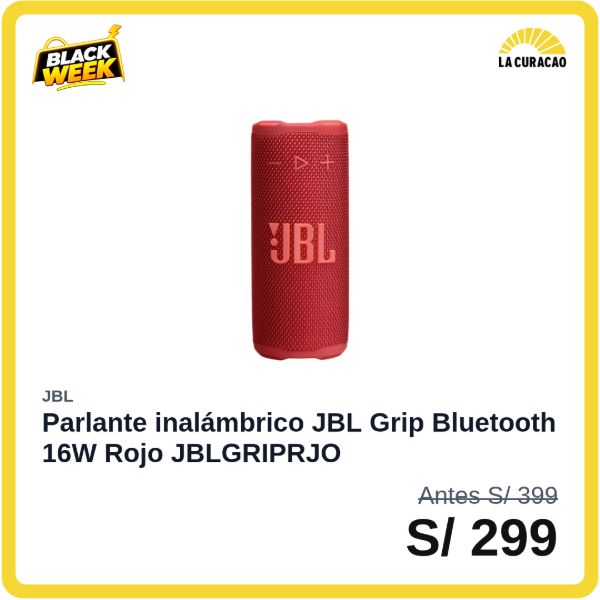 BLACK
WEEK
LA CURACAO
JBL
JBL
Parlante inalámbrico JBL Grip Bluetooth
16W Rojo JBLGRIPRJO
Antes S/ 399
S/ 299